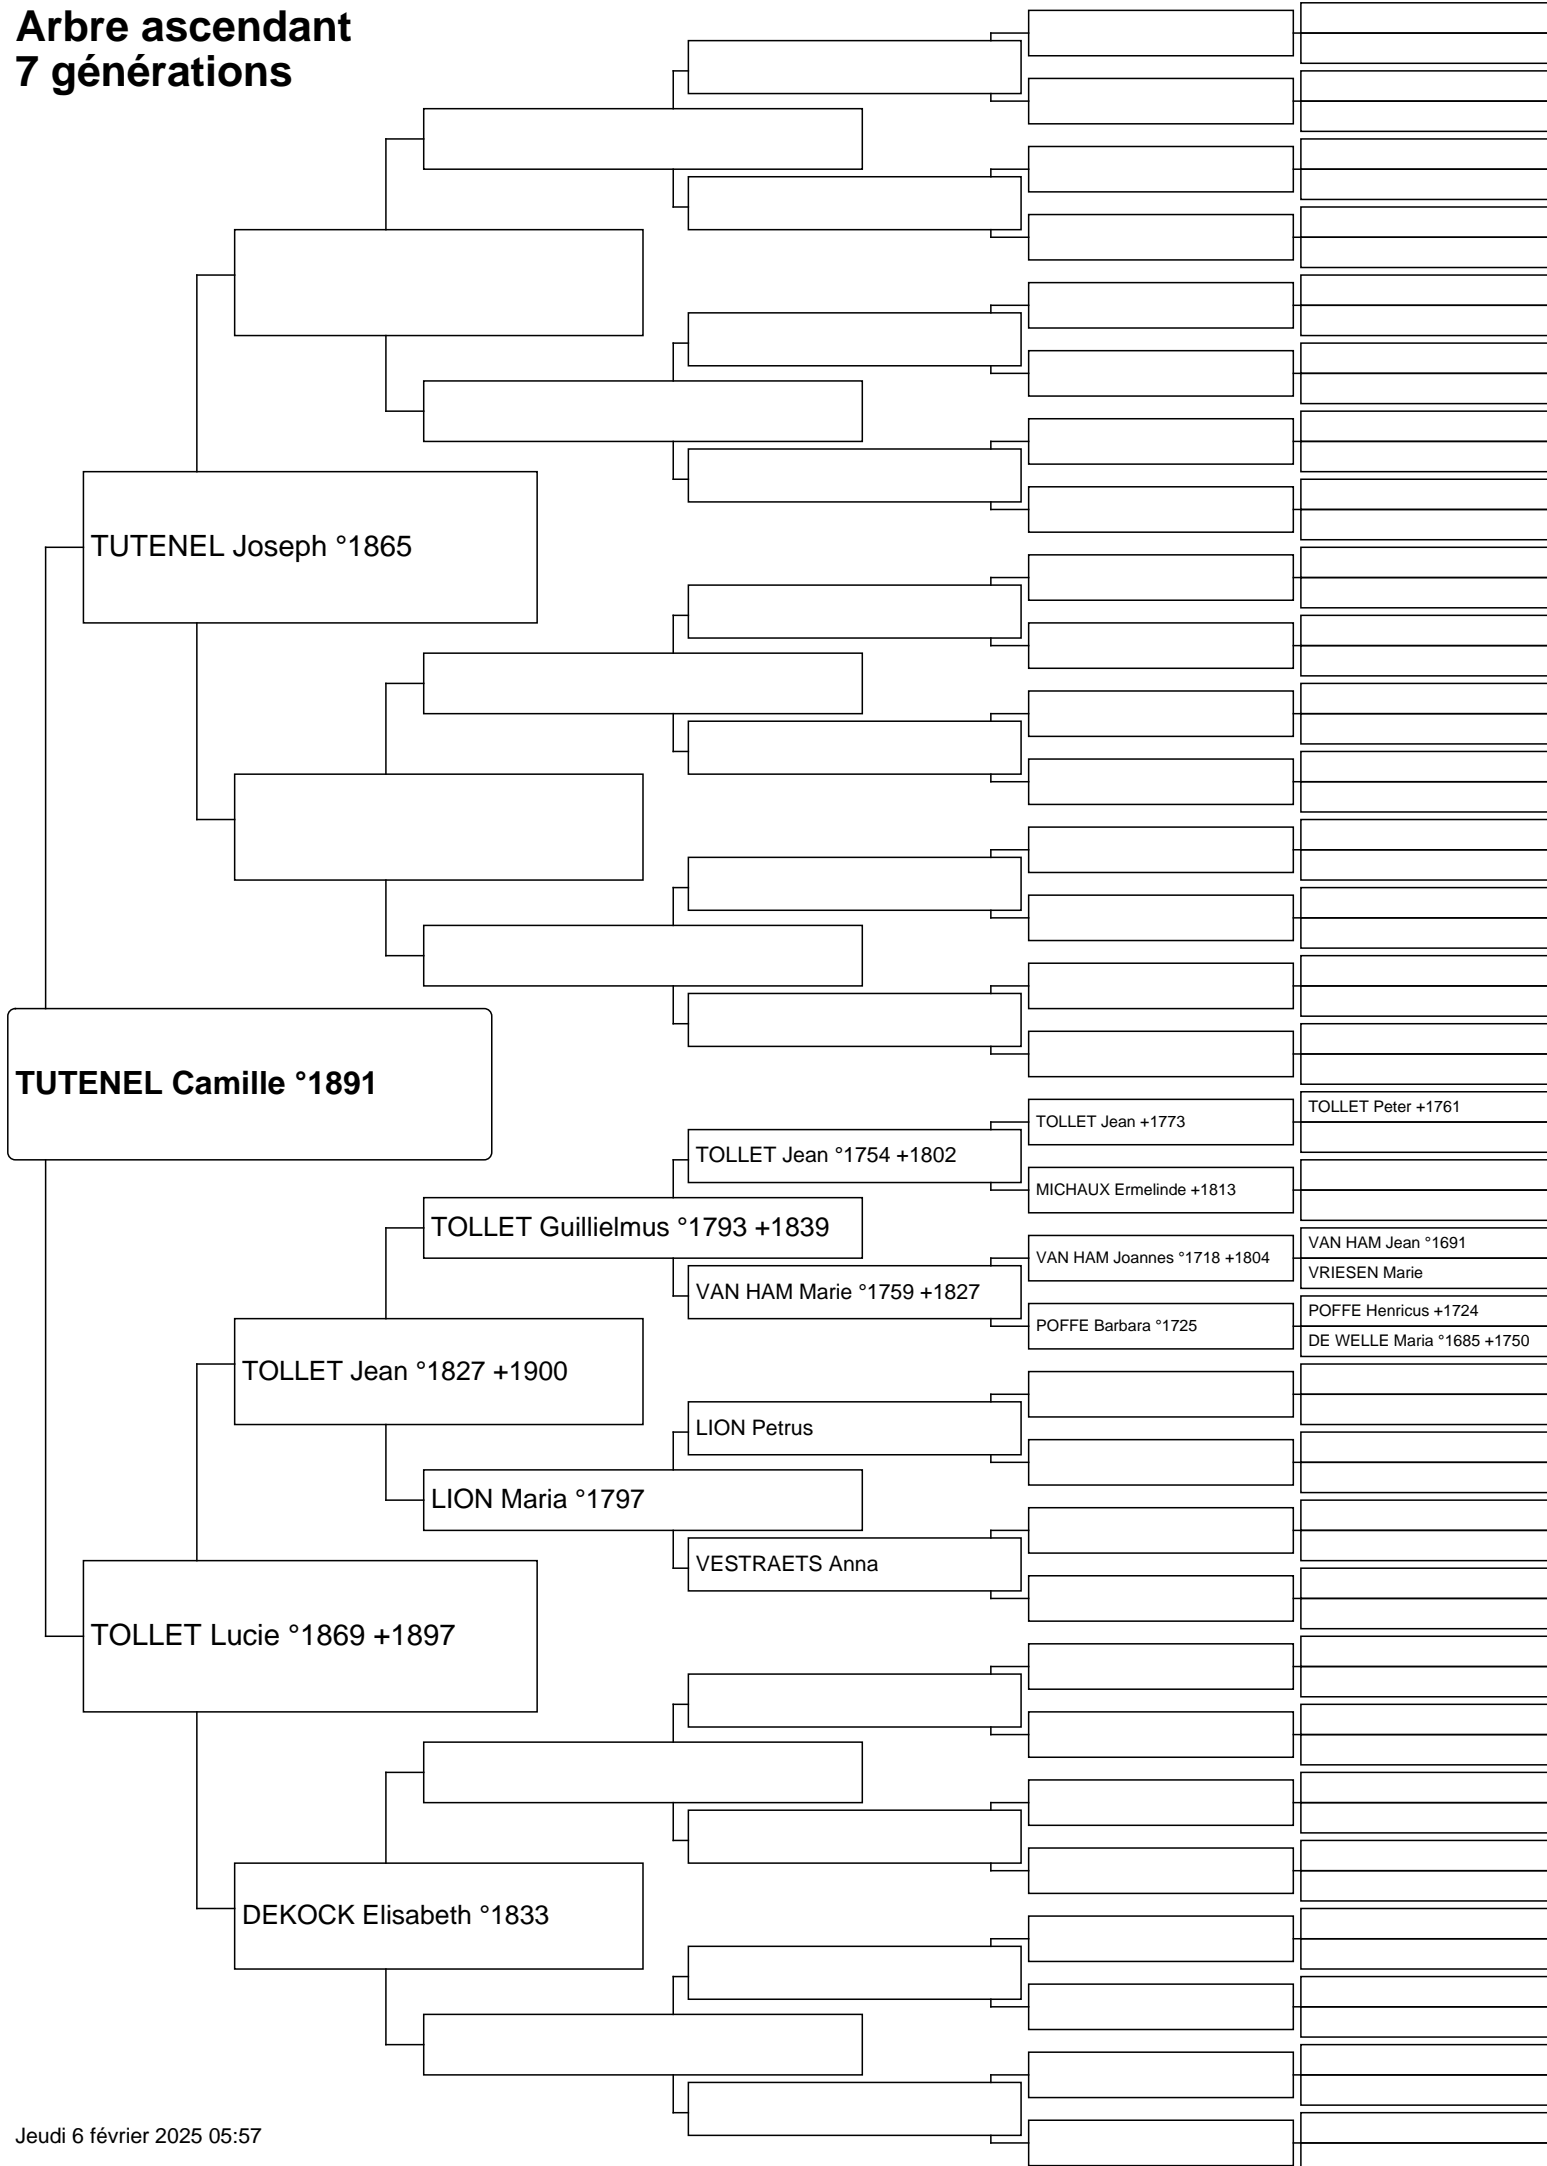 Arbre ascendant
7 générations
TUTENEL Joseph °1865
TUTENEL Camille °1891
TOLLET Jean +1773
TOLLET Peter +1761
TOLLET Jean °1754 +1802
MICHAUX Ermelinde +1813
TOLLET Guillielmus °1793 +1839
VAN HAM Joannes °1718 +1804
VAN HAM Jean °1691
VRIESEN Marie
VAN HAM Marie °1759 +1827
POFFE Barbara °1725
POFFE Henricus +1724
DE WELLE Maria °1685 +1750
TOLLET Jean °1827 +1900
LION Petrus
LION Maria °1797
VESTRAETS Anna
TOLLET Lucie °1869 +1897
DEKOCK Elisabeth °1833
Jeudi 6 février 2025 05:57